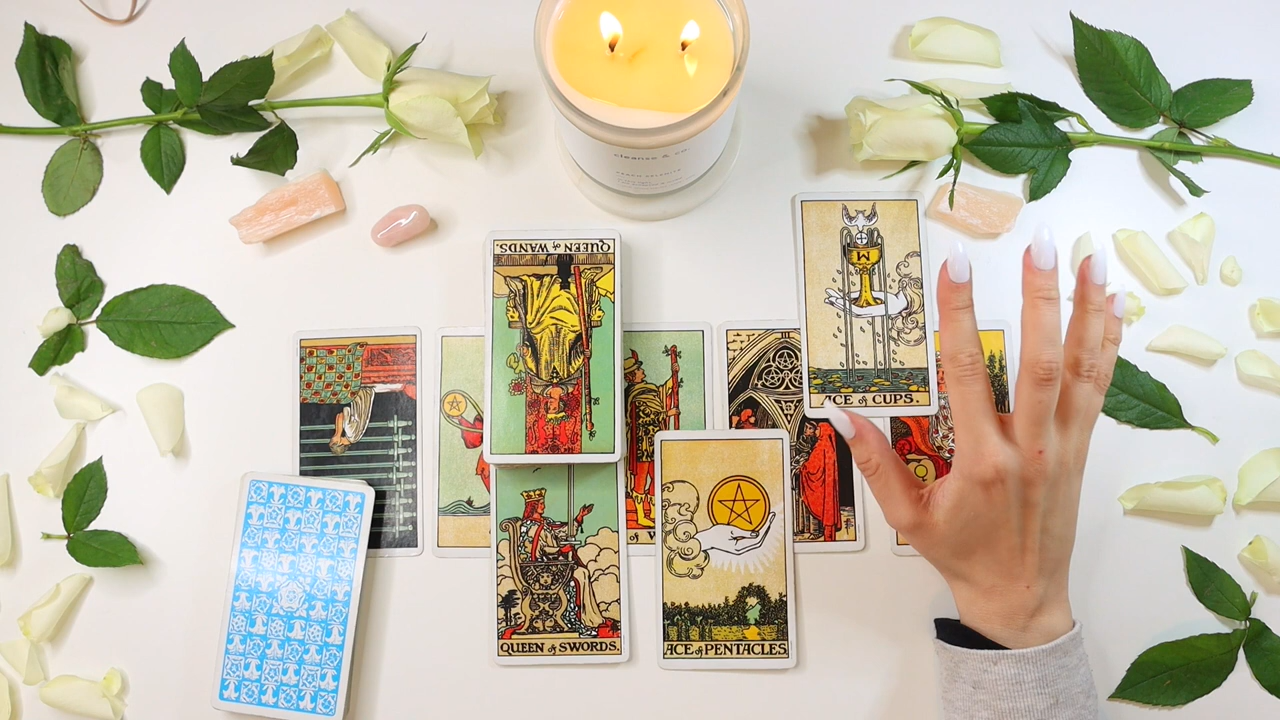 cleanse & co.
QUEEN of WANDS.
ACE of CUPS.
QUEEN of SWORDS.
ACE of PENTACLES.